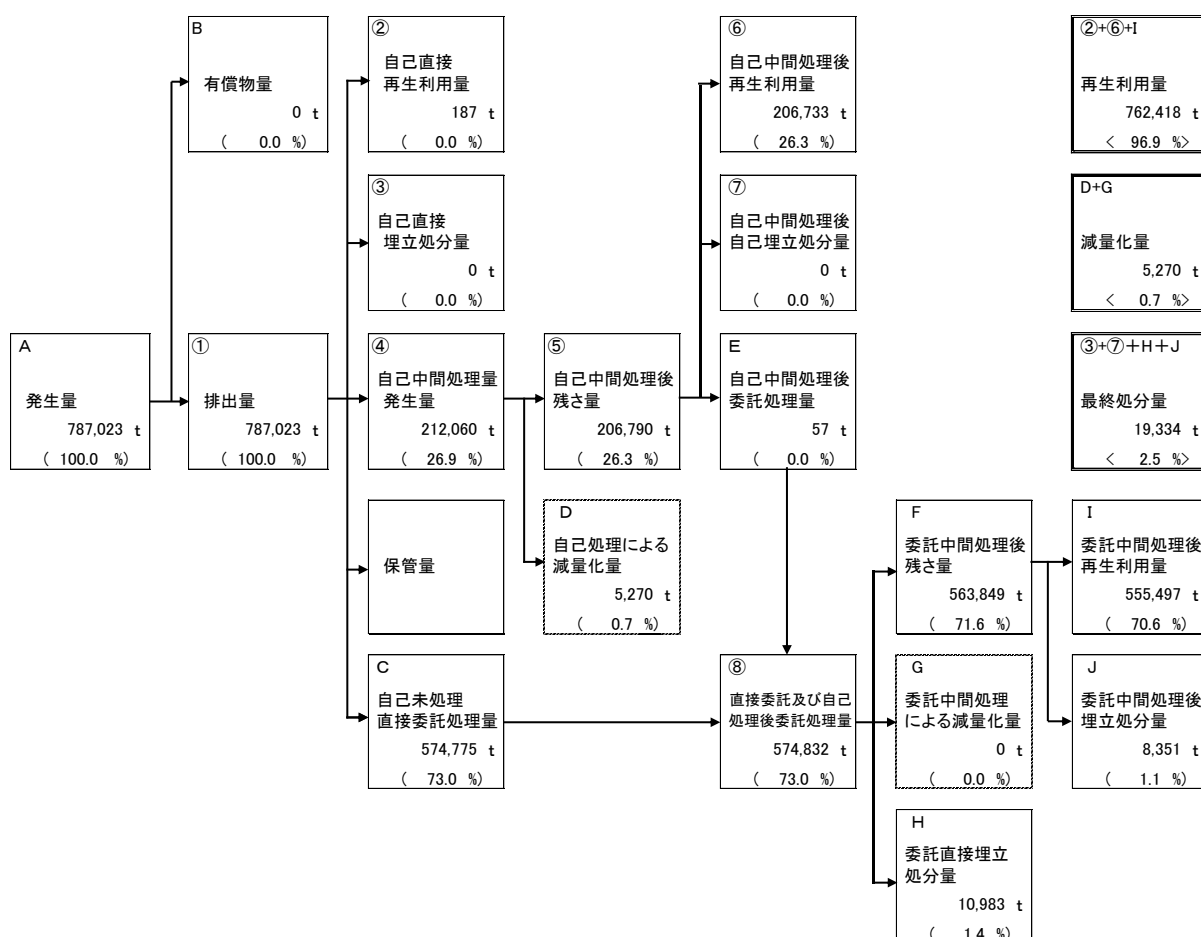 B
有償物量
0 t
( 0.0 %)
②
自己直接
再生利用量
187 t
( 0.0 %)
⑥
自己中間処理後
再生利用量
206,733 t
( 26.3 %)
②+⑥+I
再生利用量
762,418 t
< 96.9 %>
③
自己直接
埋立処分量
0 t
( 0.0 %)
⑦
自己中間処理後
自己埋立処分量
0 t
( 0.0 %)
D+G
減量化量
5,270 t
< 0.7 %>
A
発生量
787,023 t
( 100.0 %)
①
排出量
787,023 t
( 100.0 %)
④
自己中間処理量
発生量
212,060 t
( 26.9 %)
⑤
自己中間処理後
残さ量
206,790 t
( 26.3 %)
E
自己中間処理後
委託処理量
57 t
( 0.0 %)
③+⑦+H+J
最終処分量
19,334 t
< 2.5 %>
保管量
D
自己処理による
減量化量
5,270 t
( 0.7 %)
F
委託中間処理後
残さ量
563,849 t
( 71.6 %)
I
委託中間処理後
再生利用量
555,497 t
( 70.6 %)
C
自己未処理
直接委託処理量
574,775 t
( 73.0 %)
⑧
直接委託及び自己
処理後委託処理量
574,832 t
( 73.0 %)
G
委託中間処理
による減量化量
0 t
( 0.0 %)
J
委託中間処理後
埋立処分量
8,351 t
( 1.1 %)
H
委託直接埋立
処分量
10,983 t
( 1.4 %)